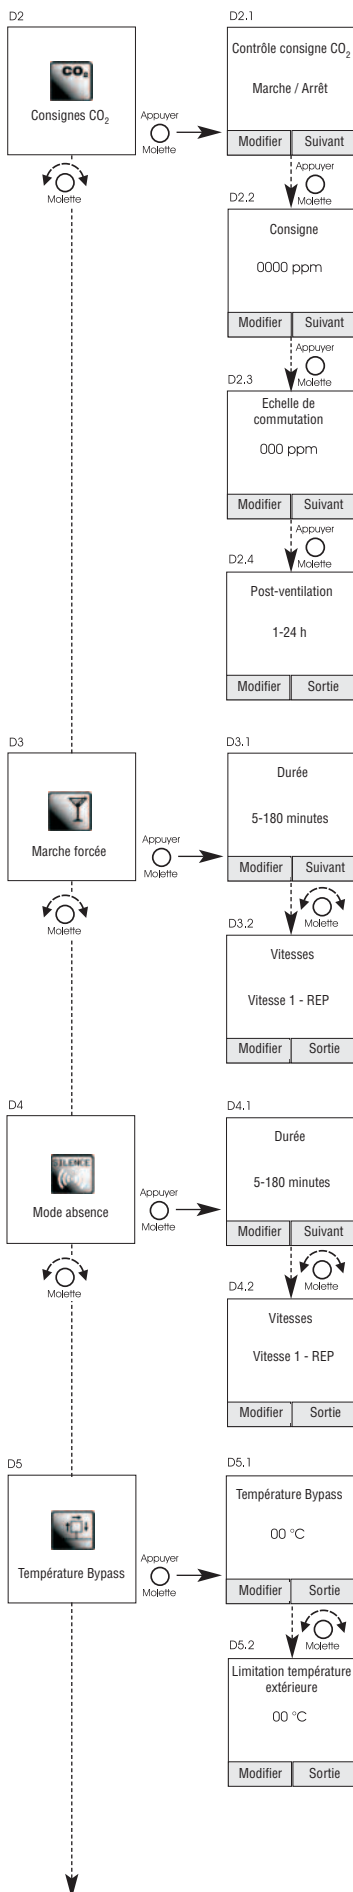 D2
CO₂
Consignes CO₂
Appuyer
Molette
Molette
D2.1
Contrôle consigne CO₂
Marche / Arrêt
Modifier Suivant
Appuyer
Molette
D2.2
Consigne
0000 ppm
Modifier Suivant
Appuyer
Molette
D2.3
Echelle de
commutation
000 ppm
Modifier Suivant
Appuyer
Molette
D2.4
Post-ventilation
1-24 h
Modifier Sortie
D3
Marche forcée
Appuyer
Molette
Molette
D3.1
Durée
5-180 minutes
Modifier Suivant
Molette
D3.2
Vitesses
Vitesse 1 - REP
Modifier Sortie
D4
SILENCE
Mode absence
Appuyer
Molette
Molette
D4.1
Durée
5-180 minutes
Modifier Suivant
Molette
D4.2
Vitesses
Vitesse 1 - REP
Modifier Sortie
D5
Température Bypass
Appuyer
Molette
D5.1
Température Bypass
00 °C
Modifier Sortie
Molette
D5.2
Limitation température
extérieure
00 °C
Modifier Sortie